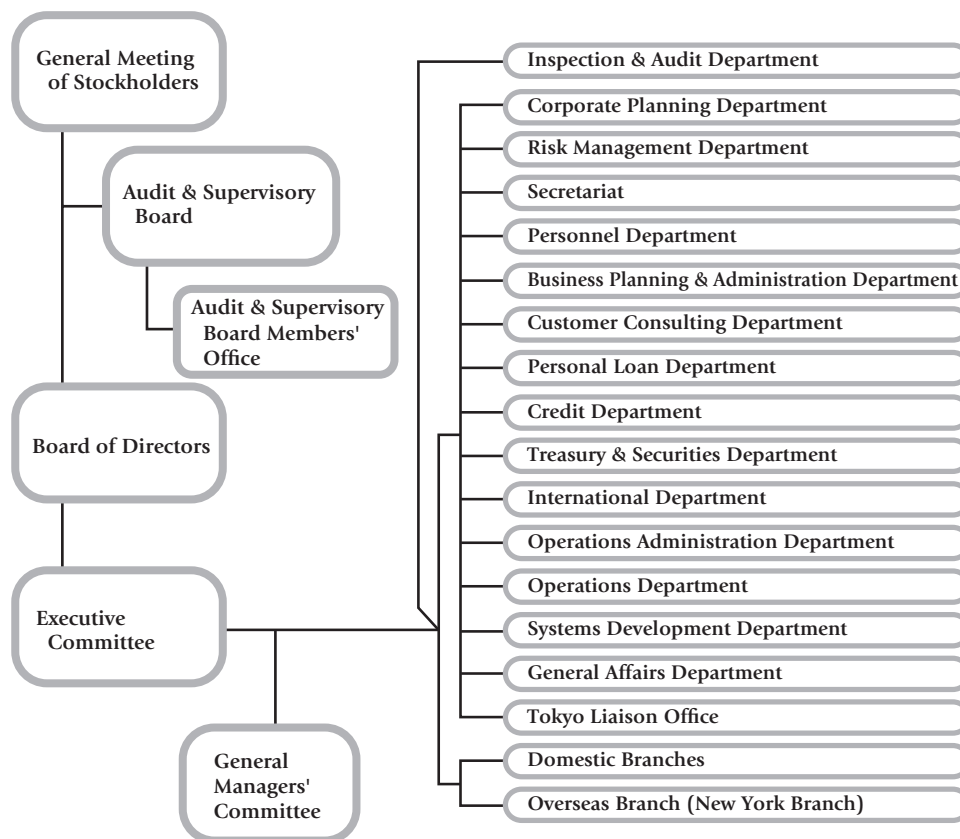 General Meeting
of Stockholders
Audit & Supervisory
Board
Audit & Supervisory
Board Members'
Office
Board of Directors
Executive
Committee
General
Managers'
Committee
Inspection & Audit Department
Corporate Planning Department
Risk Management Department
Secretariat
Personnel Department
Business Planning & Administration Department
Customer Consulting Department
Personal Loan Department
Credit Department
Treasury & Securities Department
International Department
Operations Administration Department
Operations Department
Systems Development Department
General Affairs Department
Tokyo Liaison Office
Domestic Branches
Overseas Branch (New York Branch)